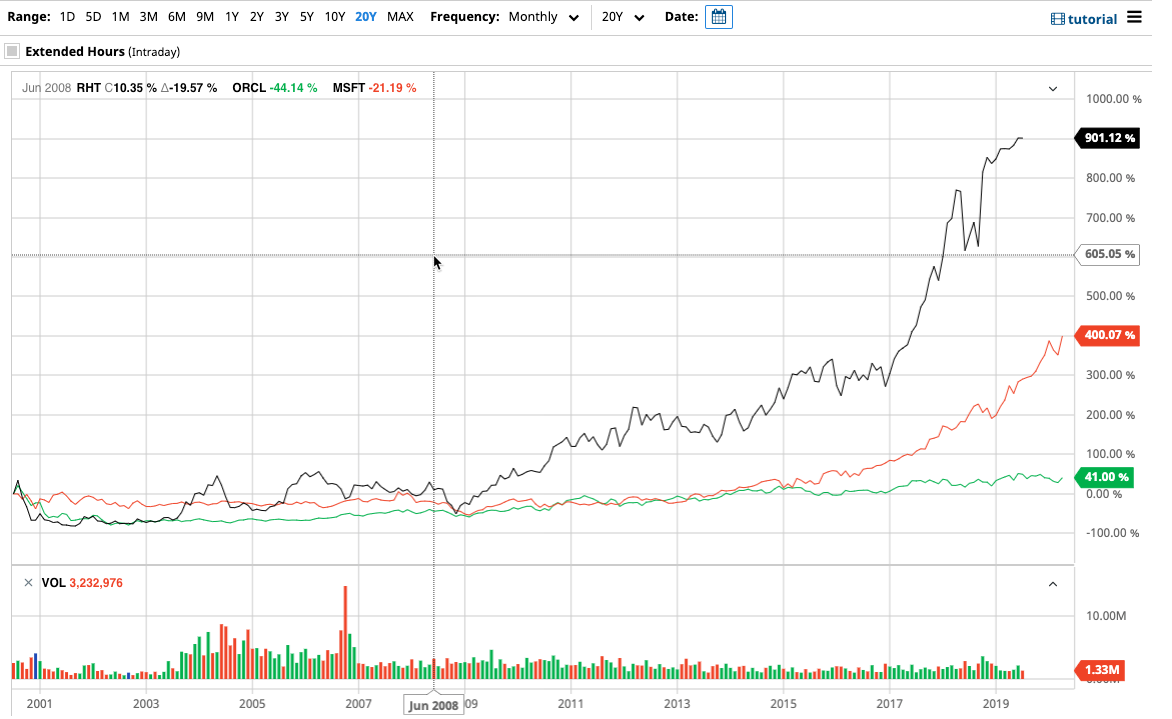 Range: 1D 5D 1M 3M 6M 9M 1Y 2Y 3Y 5Y 10Y 20Y MAX Frequency: Monthly 20Y Date: tutorial
Extended Hours (Intraday)
Jun 2008 RHT C10.35 % Δ-19.57 % ORCL -44.14 % MSFT -21.19 %
1000.00 %
901.12 %
800.00 %
700.00 %
605.05 %
500.00 %
400.07 %
300.00 %
200.00 %
100.00 %
41.00 %
0.00 %
-100.00 %
VOL 3,232,976
10.00M
1.33M
2001 2003 2005 2007 Jun 2008 09 2011 2013 2015 2017 2019